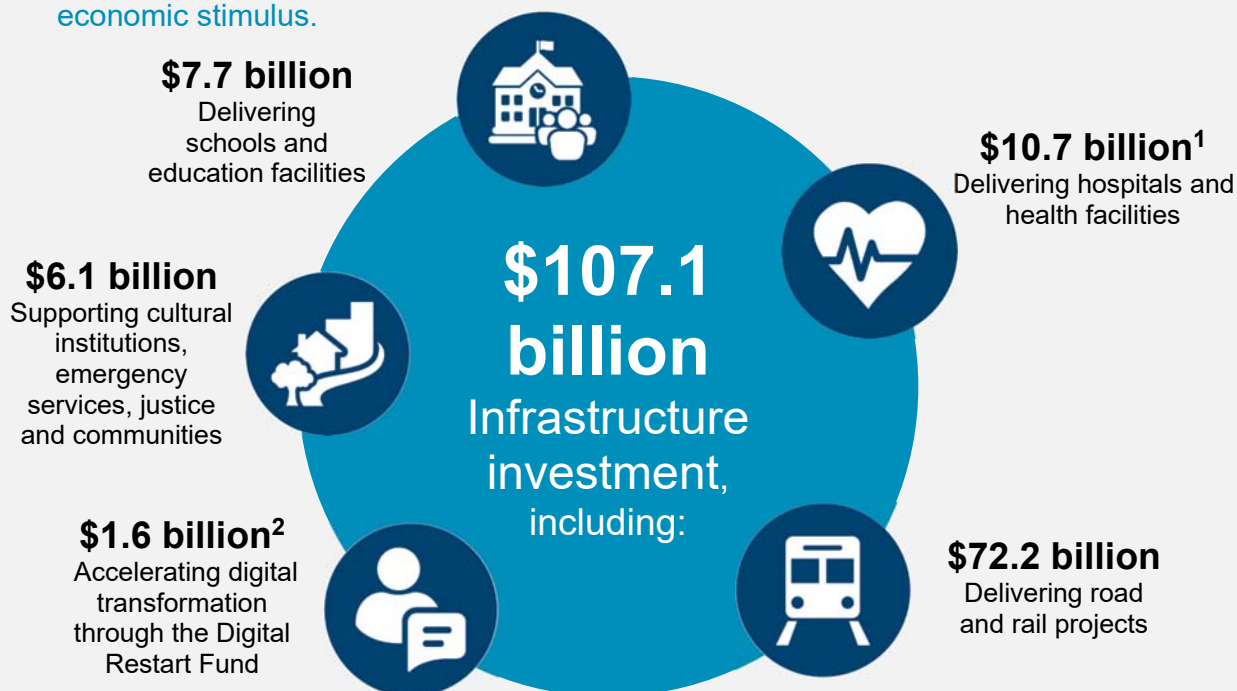 economic stimulus.
$7.7 billion
Delivering
schools and
education facilities
$10.7 billion¹
Delivering hospitals and
health facilities
$6.1 billion
Supporting cultural
institutions,
emergency
services, justice
and communities
$107.1
billion
Infrastructure
investment,
including:
$1.6 billion²
Accelerating digital
transformation
through the Digital
Restart Fund
$72.2 billion
Delivering road
and rail projects